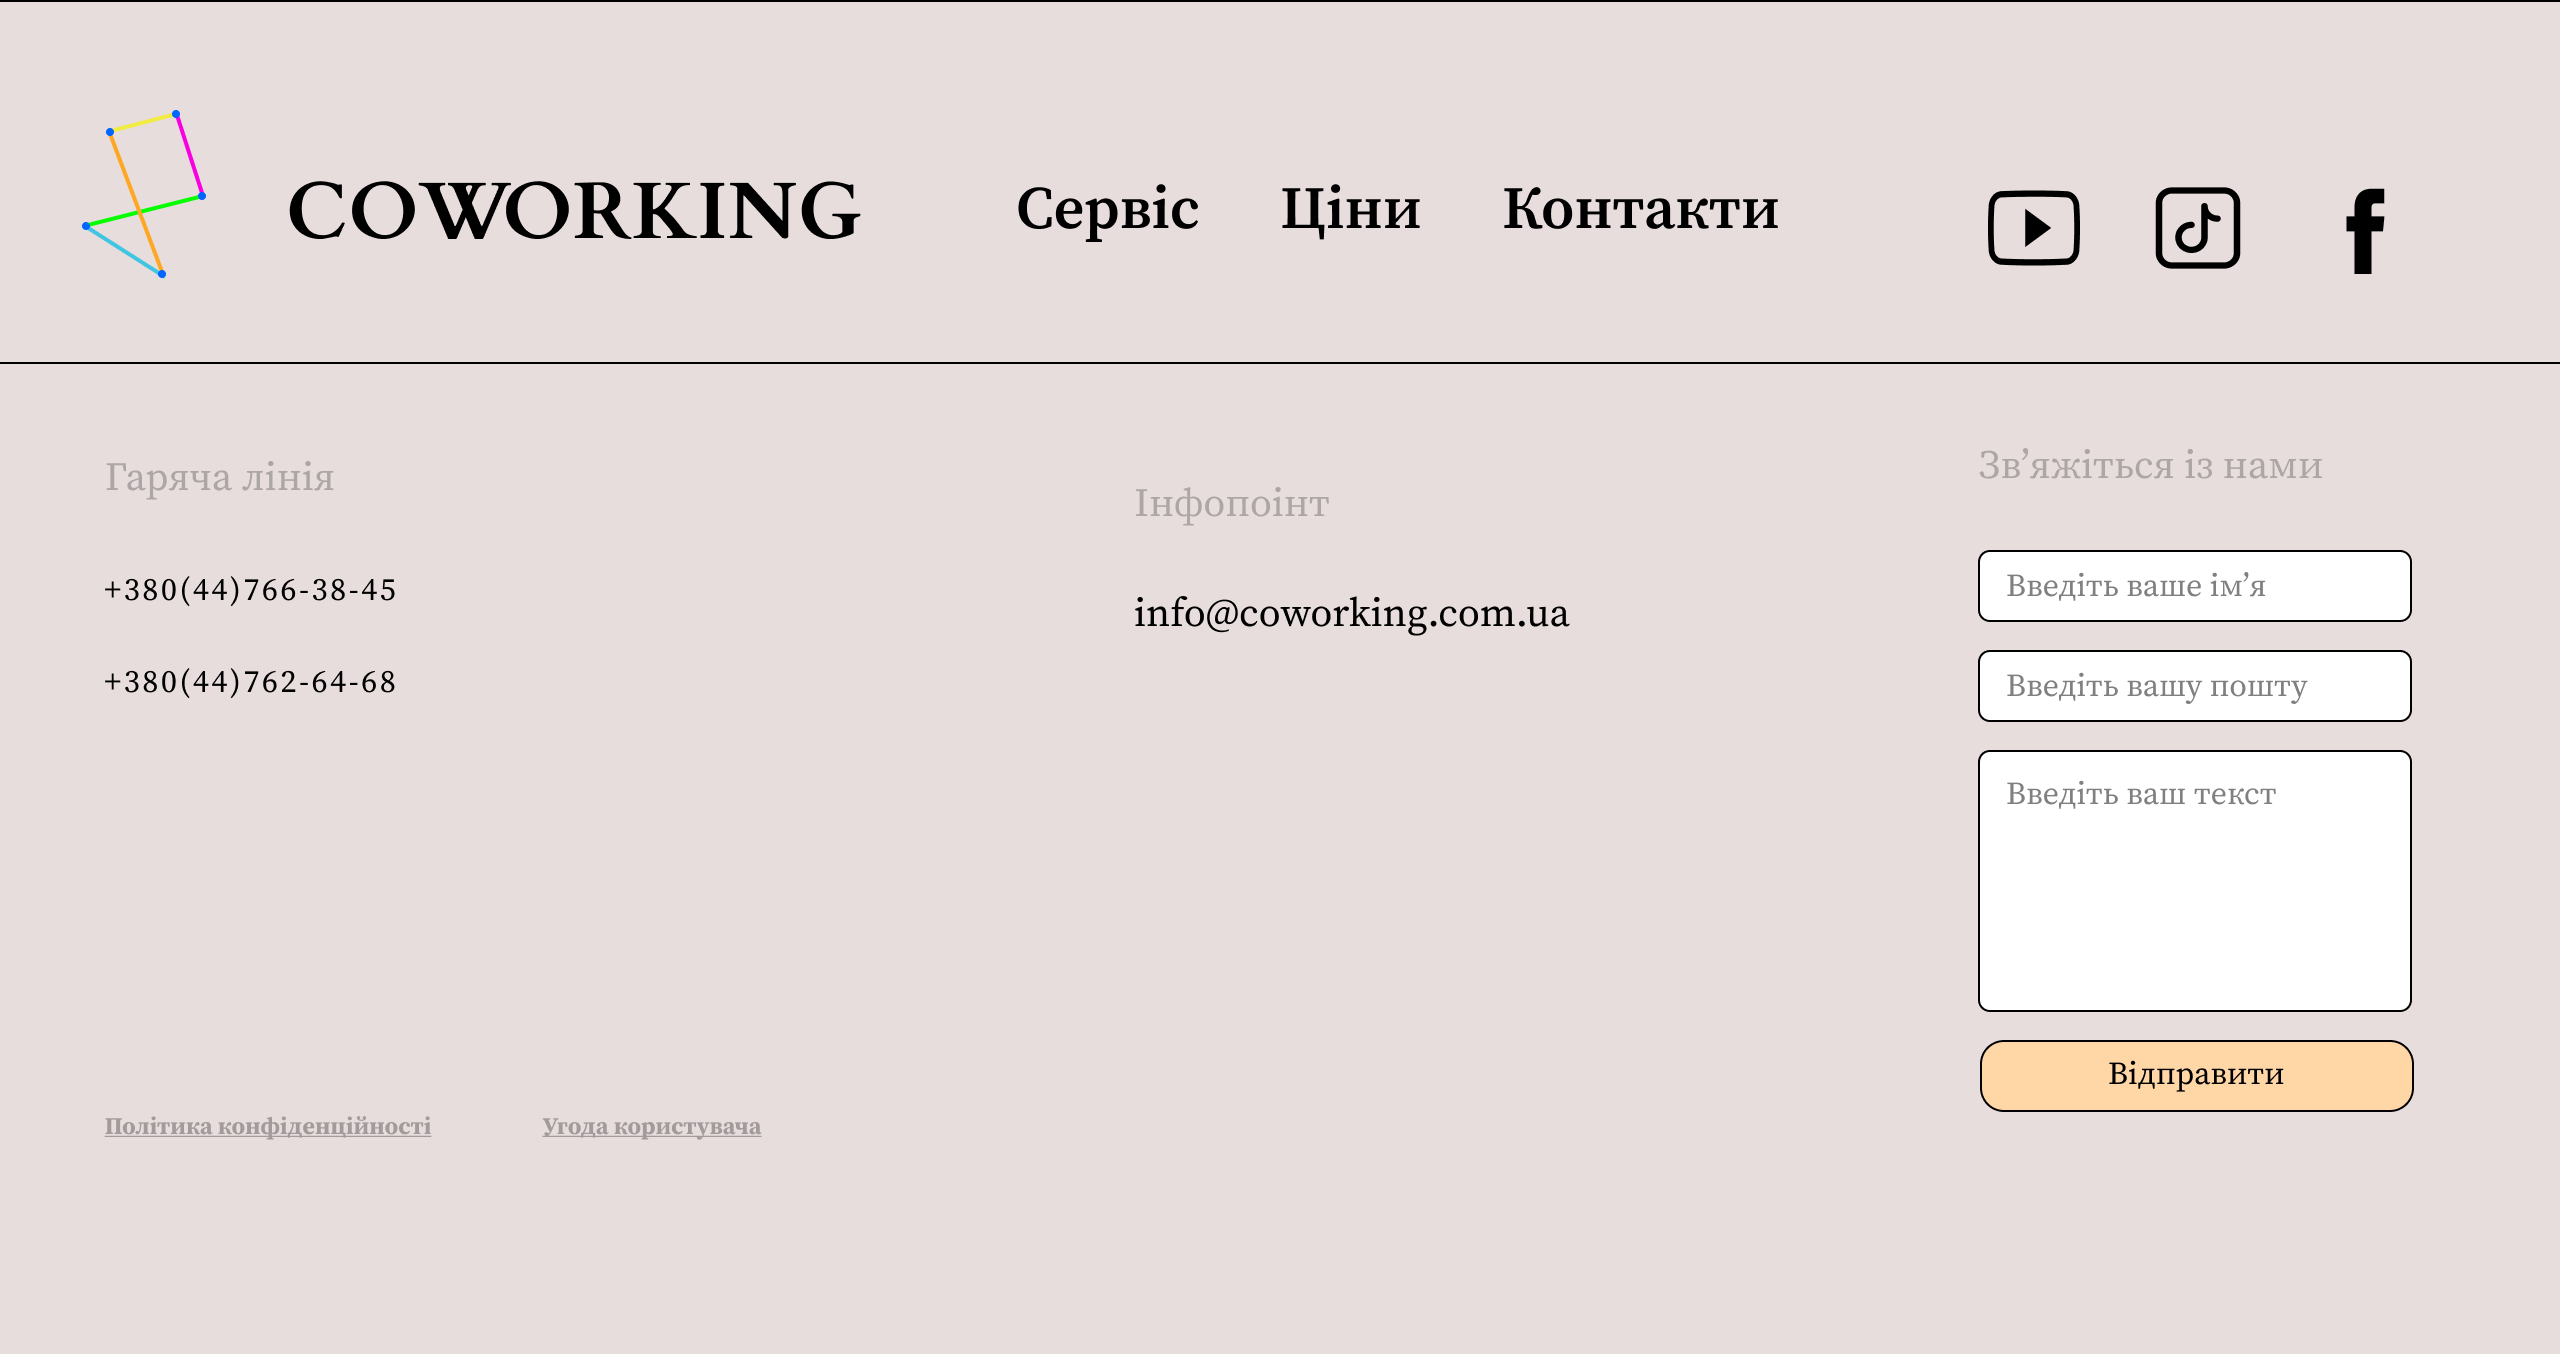 COWORKING
Сервіс
Ціни
Контакти
Гаряча лінія
+380(44)766-38-45
+380(44)762-64-68
Інфопоінт
info@coworking.com.ua
Зв’яжіться із нами
Введіть ваше ім’я
Введіть вашу пошту
Введіть ваш текст
Відправити
Політика конфіденційності
Угода користувача